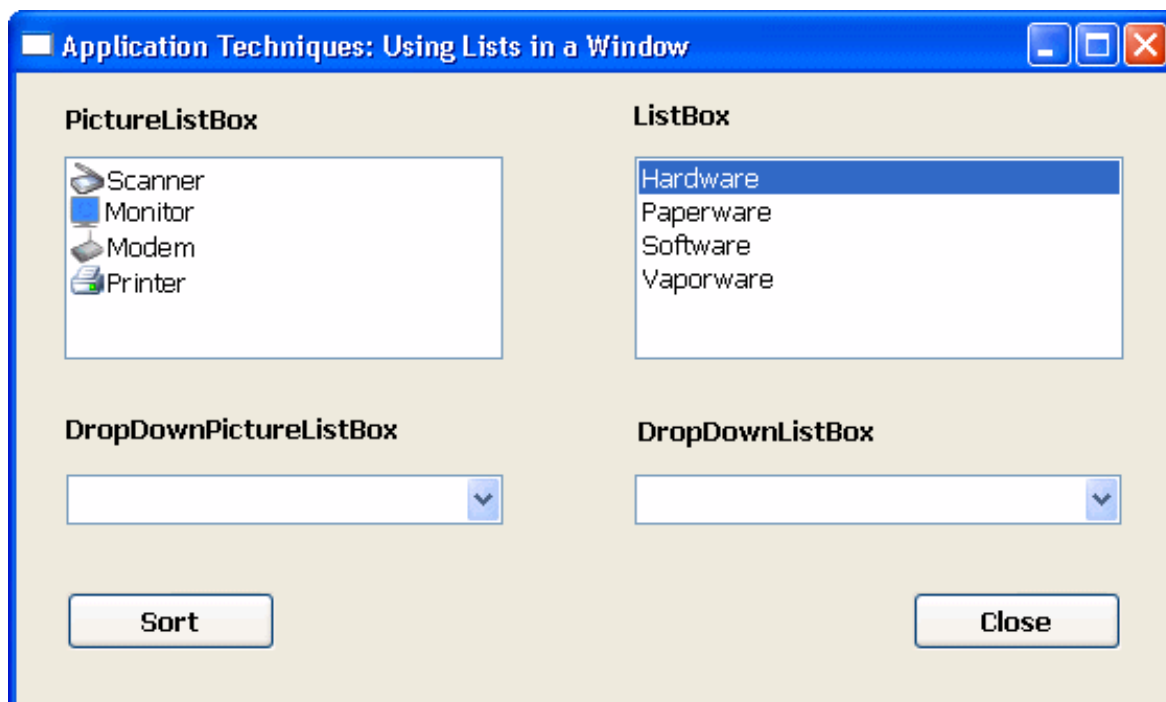 Application Techniques: Using Lists in a Window
PictureListBox
Scanner
Monitor
Modem
Printer
ListBox
Hardware
Paperware
Software
Vaporware
DropDownPictureListBox
DropDownListBox
Sort
Close